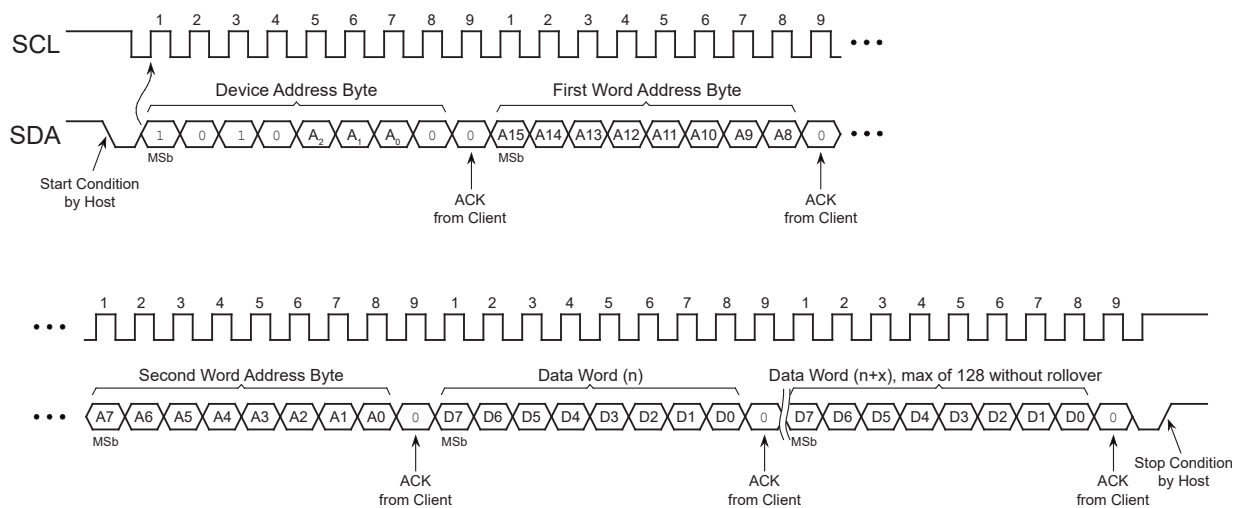 1 2 3 4 5 6 7 8 9 1 2 3 4 5 6 7 8 9
SCL
Device Address Byte First Word Address Byte
SDA 1 0 1 0 A2 A1 A0 0 0 A15 A14 A13 A12 A11 A10 A9 A8 0
MSb MSb
Start Condition
by Host
ACK
from Client
ACK
from Client
1 2 3 4 5 6 7 8 9 1 2 3 4 5 6 7 8 9 1 2 3 4 5 6 7 8 9
Second Word Address Byte Data Word (n) Data Word (n+x), max of 128 without rollover
A7 A6 A5 A4 A3 A2 A1 A0 0 D7 D6 D5 D4 D3 D2 D1 D0 0 D7 D6 D5 D4 D3 D2 D1 D0 0
MSb MSb MSb
ACK
from Client
ACK
from Client
ACK
from Client
Stop Condition
by Host